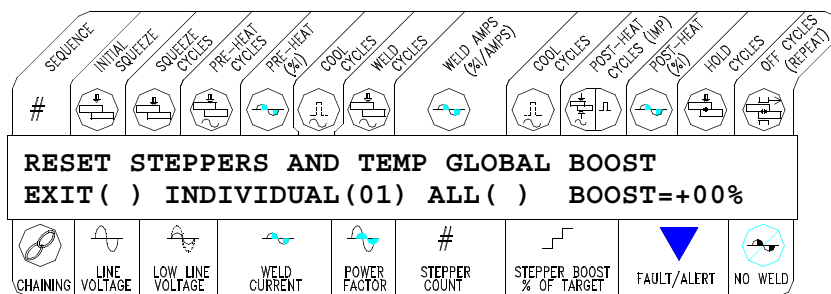 SEQUENCE
INITIAL
SQUEEZE
SQUEEZE
CYCLES
PRE-HEAT
CYCLES
PRE-HEAT
(%I)
COOL
CYCLES
WELD
CYCLES
WELD AMPS
(%I/AMPS)
COOL
CYCLES
POST-HEAT
CYCLES (IMP)
POST-HEAT
(%I)
HOLD
CYCLES
OFF CYCLES
(REPEAT)
#
RESET STEPPERS AND TEMP GLOBAL BOOST
EXIT( ) INDIVIDUAL(01) ALL( ) BOOST=+00%
CHAINING
LINE
VOLTAGE
LOW LINE
VOLTAGE
WELD
CURRENT
POWER
FACTOR
#
STEPPER
COUNT
STEPPER BOOST
% OF TARGET
FAULT/ALERT
NO WELD